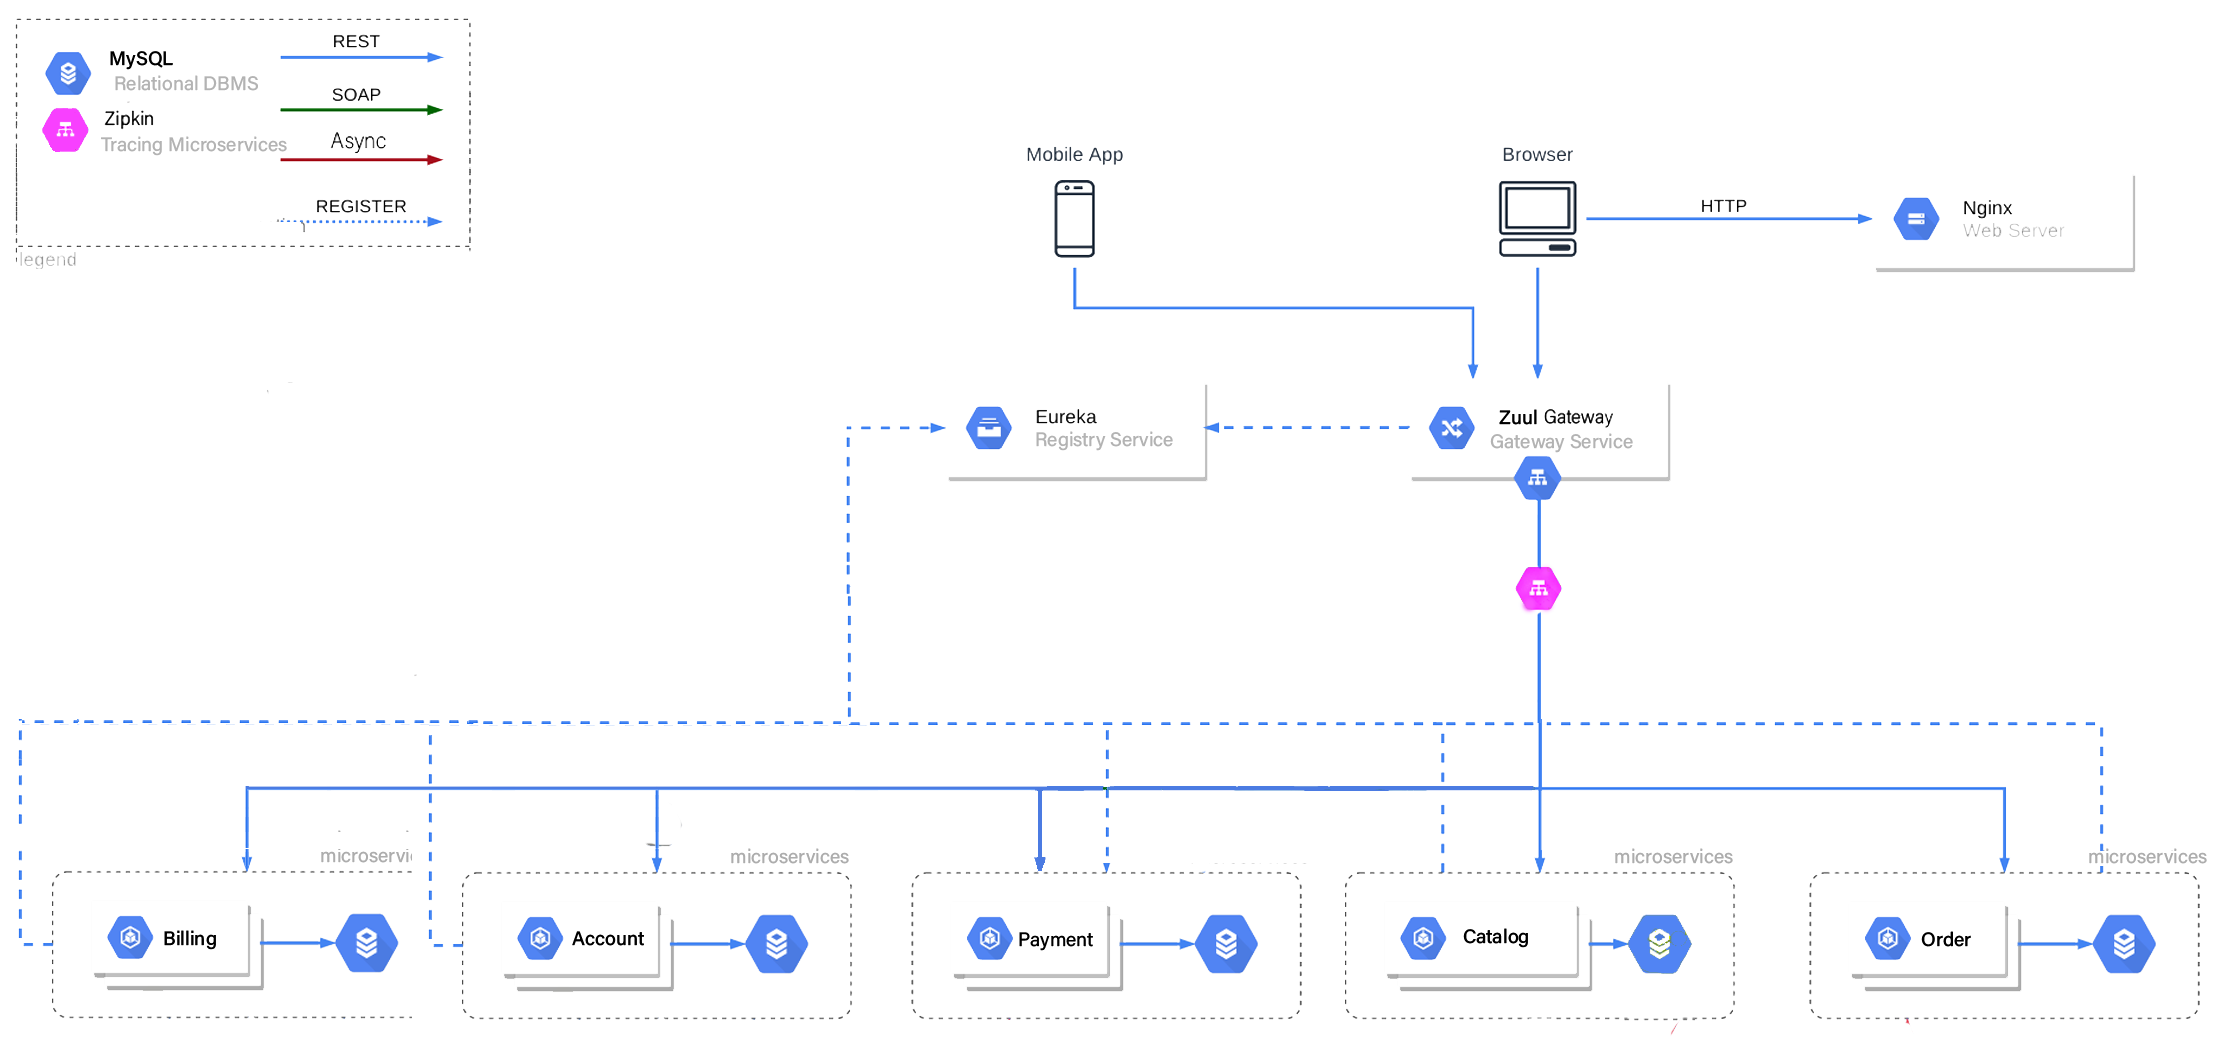 MySQL
Relational DBMS
Zipkin
Tracing Microservices
REST
SOAP
Async
REGISTER
legend
Mobile App
Browser
HTTP
Nginx
Web Server
Eureka
Registry Service
Zuul Gateway
Gateway Service
microservi
microservices
microservices
microservices
Billing
Account
Payment
Catalog
Order